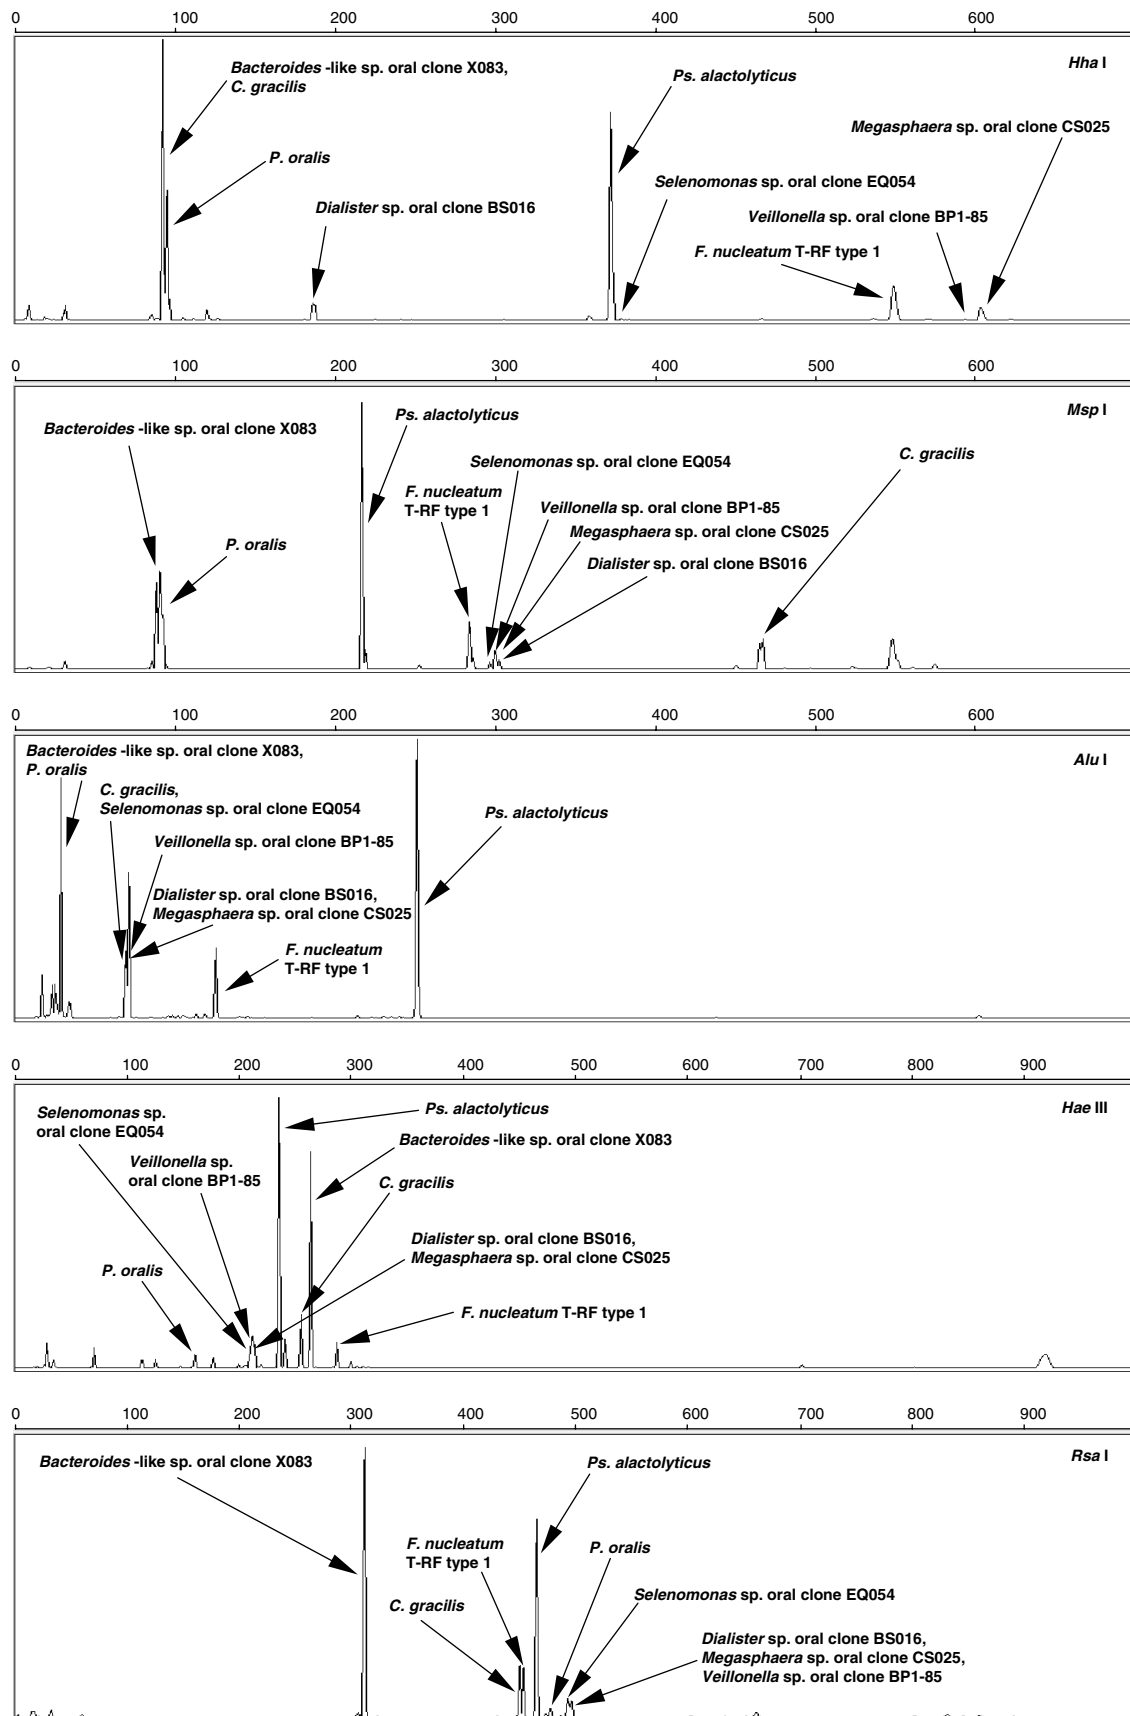 0 100 200 300 400 500 600
Hha I
Bacteroides -like sp. oral clone X083,
C. gracilis
Ps. alactolyticus
Megasphaera sp. oral clone CS025
P. oralis
Selenomonas sp. oral clone EQ054
Dialister sp. oral clone BS016
Veillonella sp. oral clone BP1-85
F. nucleatum T-RF type 1
0 100 200 300 400 500 600
Msp I
Ps. alactolyticus
Bacteroides -like sp. oral clone X083
C. gracilis
Selenomonas sp. oral clone EQ054
F. nucleatum
T-RF type 1
Veillonella sp. oral clone BP1-85
Megasphaera sp. oral clone CS025
P. oralis
Dialister sp. oral clone BS016
0 100 200 300 400 500 600
Alu I
Bacteroides -like sp. oral clone X083,
P. oralis
C. gracilis,
Selenomonas sp. oral clone EQ054
Ps. alactolyticus
Veillonella sp. oral clone BP1-85
Dialister sp. oral clone BS016,
Megasphaera sp. oral clone CS025
F. nucleatum
T-RF type 1
0 100 200 300 400 500 600 700 800 900
Hae III
Selenomonas sp.
oral clone EQ054
Ps. alactolyticus
Bacteroides -like sp. oral clone X083
Veillonella sp.
oral clone BP1-85
C. gracilis
Dialister sp. oral clone BS016,
Megasphaera sp. oral clone CS025
P. oralis
F. nucleatum T-RF type 1
0 100 200 300 400 500 600 700 800 900
Rsa I
Bacteroides -like sp. oral clone X083
Ps. alactolyticus
F. nucleatum
T-RF type 1
P. oralis
Selenomonas sp. oral clone EQ054
C. gracilis
Dialister sp. oral clone BS016,
Megasphaera sp. oral clone CS025,
Veillonella sp. oral clone BP1-85